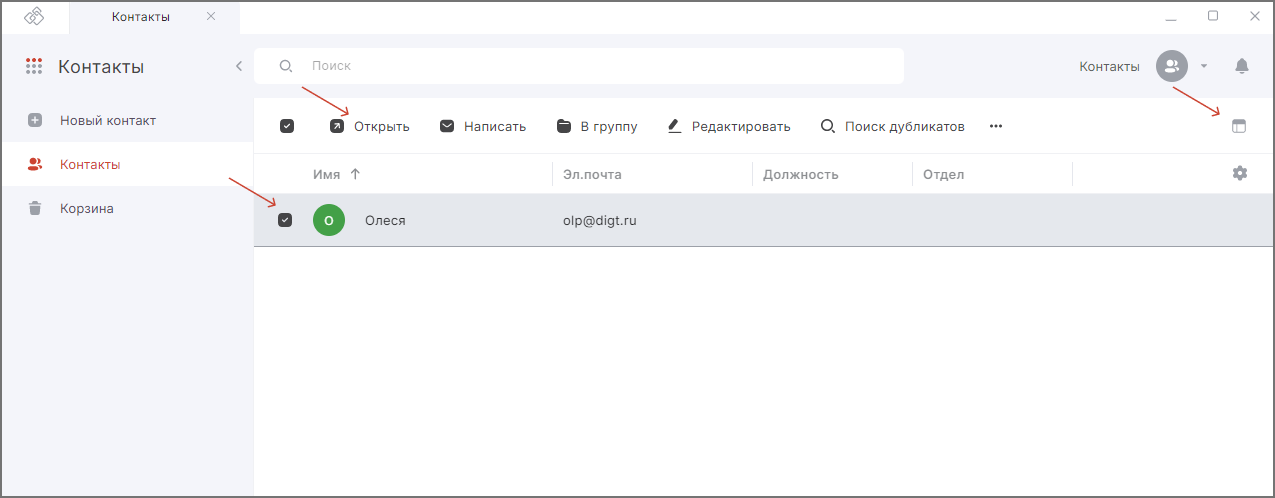 Контакты
Контакты
Поиск
Контакты
Новый контакт
Открыть Написать В группу Редактировать Поиск дубликатов
Контакты
Имя Эл.почта Должность Отдел
Корзина
О Олеся olp@digt.ru